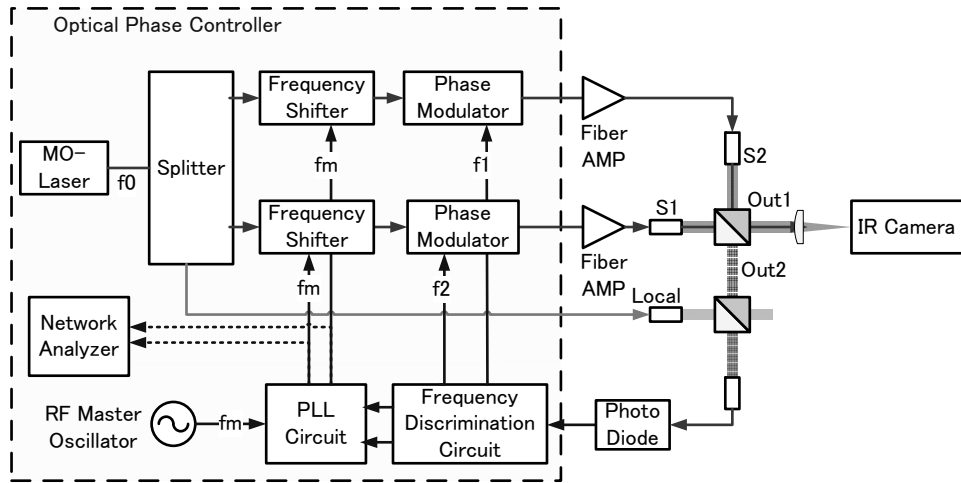 Optical Phase Controller
Frequency
Shifter
Phase
Modulator
Fiber
AMP
MO-
Laser
f0
Splitter
fm
f1
S2
Frequency
Shifter
Phase
Modulator
S1
Out1
IR Camera
fm
f2
Fiber
AMP
Out2
Local
Network
Analyzer
RF Master
Oscillator
fm
PLL
Circuit
Frequency
Discrimination
Circuit
Photo
Diode